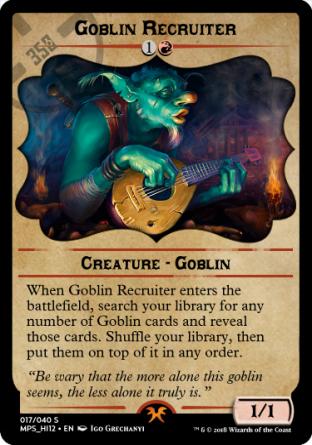 358
GOBLIN RECRUITER
1
CREATURE - GOBLIN
When Goblin Recruiter enters the
battlefield, search your library for any
number of Goblin cards and reveal
those cards. Shuffle your library, then
put them on top of it in any order.
"Be wary that the more alone this goblin
seems, the less alone it truly is."
1/1
017/040 S
MPS_HI12 • EN IGO GRECHANYI
™ & © 2018 Wizards of the Coast